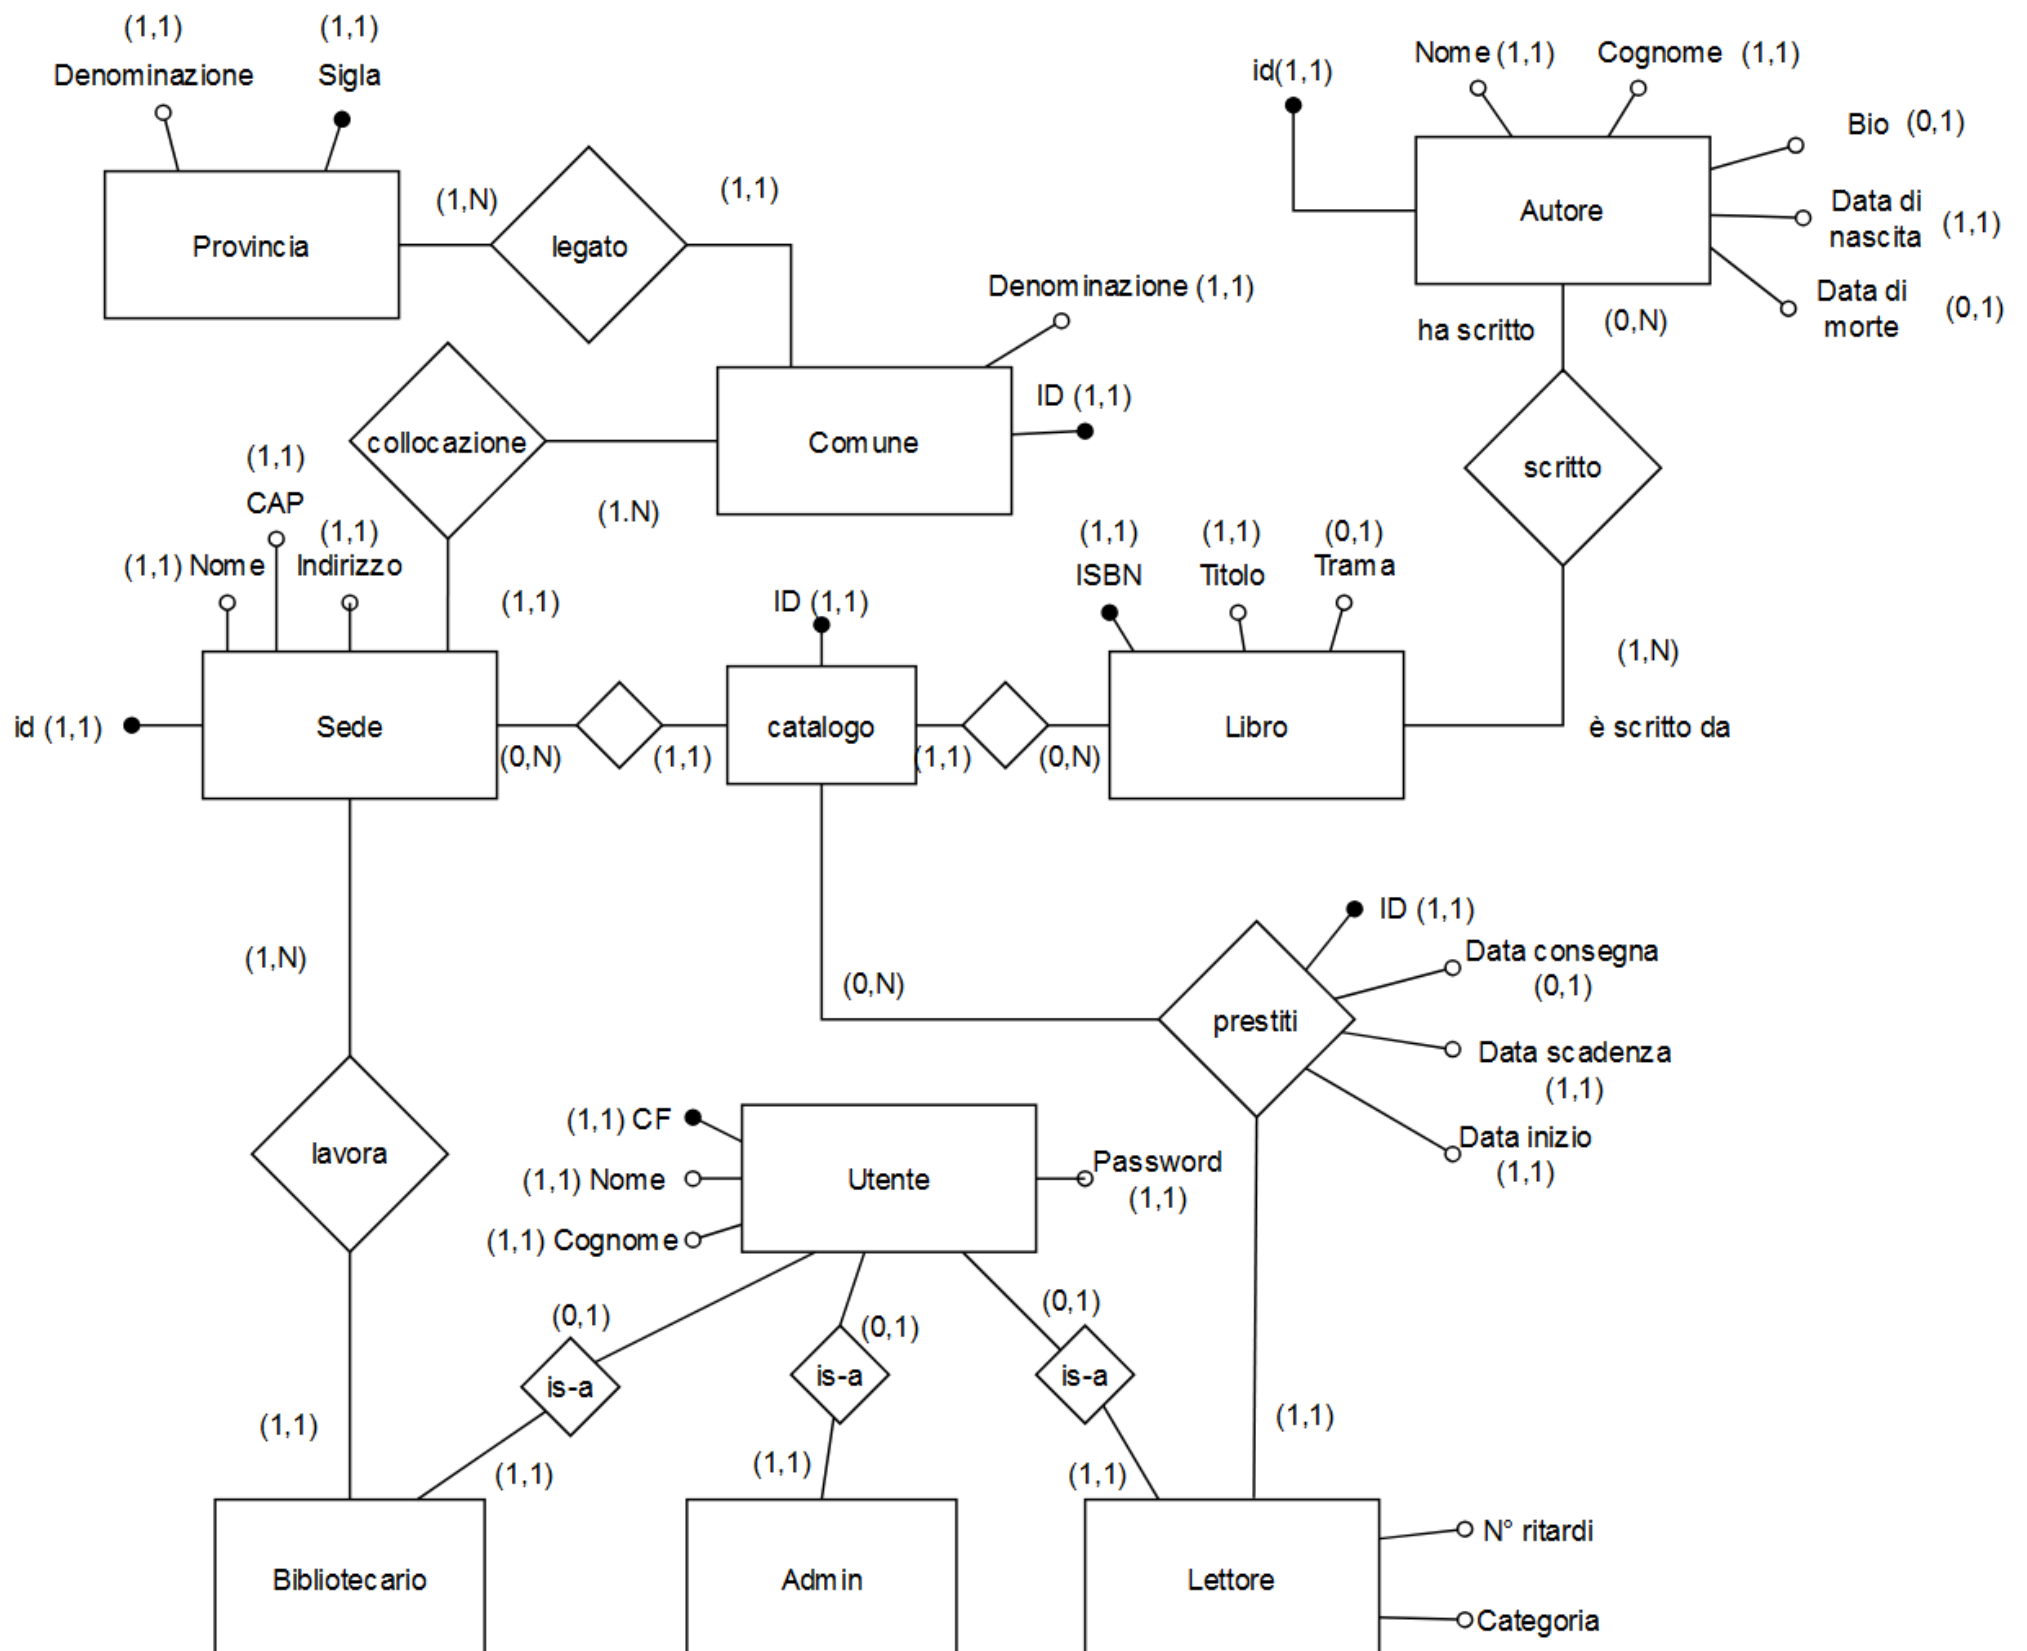 (1,1) (1,1)
Denominazione Sigla
Nome (1,1) Cognome (1,1)
id(1,1)
Bio (0,1)
Provincia
(1,N)
legato
(1,1)
Autore
Data di
nascita (1,1)
Data di
morte (0,1)
Denominazione (1,1)
ha scritto (0,N)
collocazione
Comune
ID (1,1)
scritto
(1,1)
CAP
(1.N)
(1,1)
Indirizzo
(1,1) Nome
(1,1)
ID (1,1)
(1,1)
ISBN
(1,1)
Titolo
(0,1)
Trama
(1,N)
id (1,1)
Sede
(0,N)
(1,1)
catalogo
(1,1)
(0,N)
Libro
è scritto da
(1,N)
(0,N)
ID (1,1)
Data consegna
(0,1)
prestiti
Data scadenza
(1,1)
Data inizio
(1,1)
lavora
(1,1) CF
(1,1) Nome
(1,1) Cognome
Utente
Password
(1,1)
(0,1)
(0,1)
(0,1)
is-a
is-a
is-a
(1,1)
(1,1)
(1,1)
(1,1)
(1,1)
Bibliotecario
Admin
Lettore
N° ritardi
Categoria